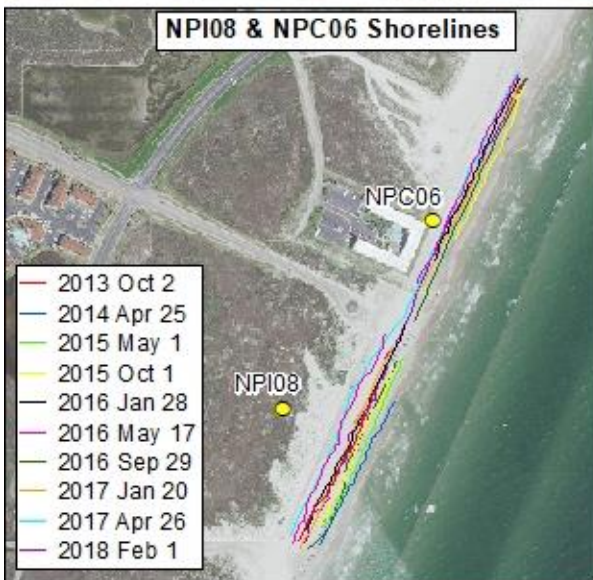 NPI08 & NPC06 Shorelines
NPC06
2013 Oct 2
2014 Apr 25
2015 May 1
2015 Oct 1
2016 Jan 28
2016 May 17
2016 Sep 29
2017 Jan 20
2017 Apr 26
2018 Feb 1
NPI08